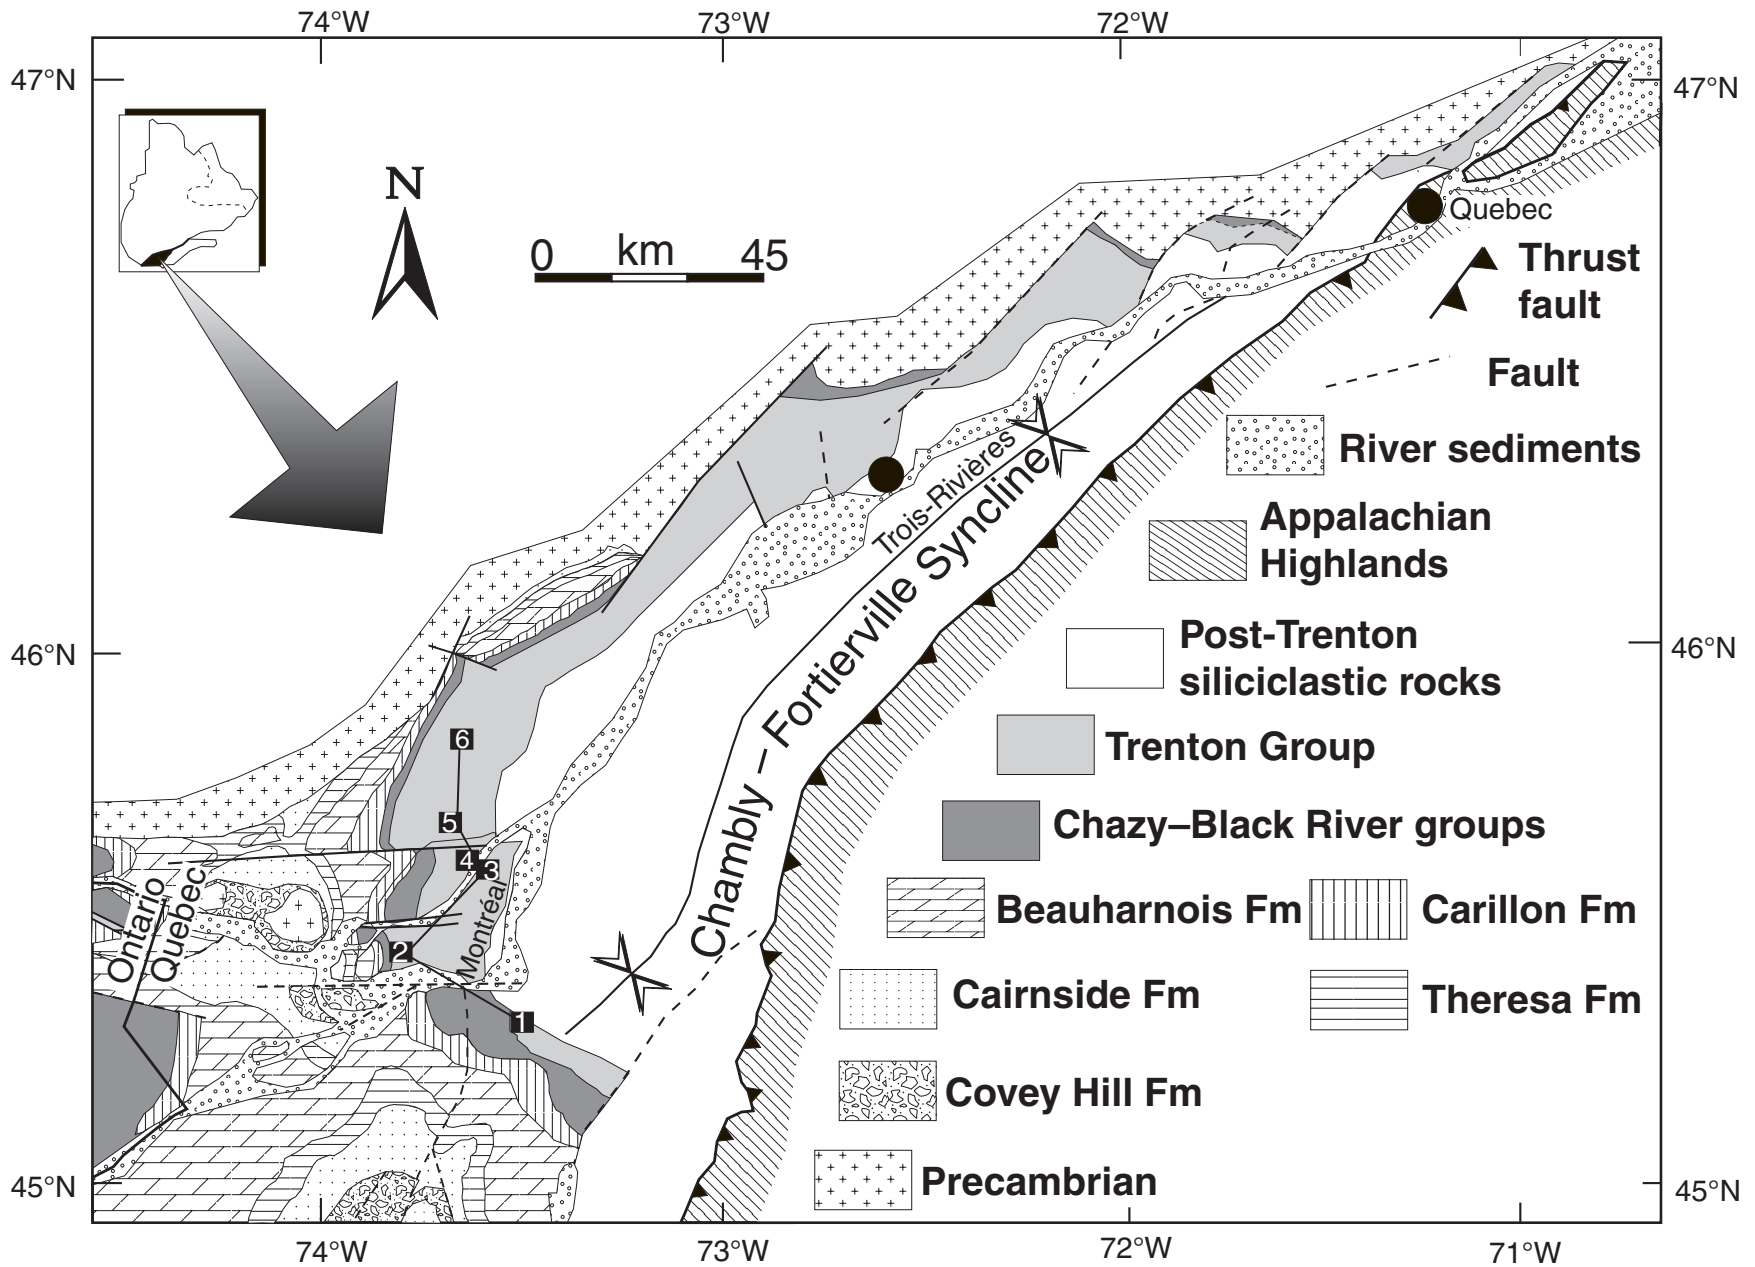 74°W
73°W
72°W
47°N
47°N
N
0
km
45
Quebec
Thrust
fault
Fault
River sediments
Trois-Rivières
Appalachian
Highlands
Chambly – Fortierville Syncline
46°N
46°N
Post-Trenton
siliciclastic rocks
Trenton Group
6
5
4
3
Chazy–Black River groups
Ontario
Quebec
Montréal
2
Beauharnois Fm
Carillon Fm
1
Cairnside Fm
Theresa Fm
Covey Hill Fm
Precambrian
45°N
45°N
74°W
73°W
72°W
71°W